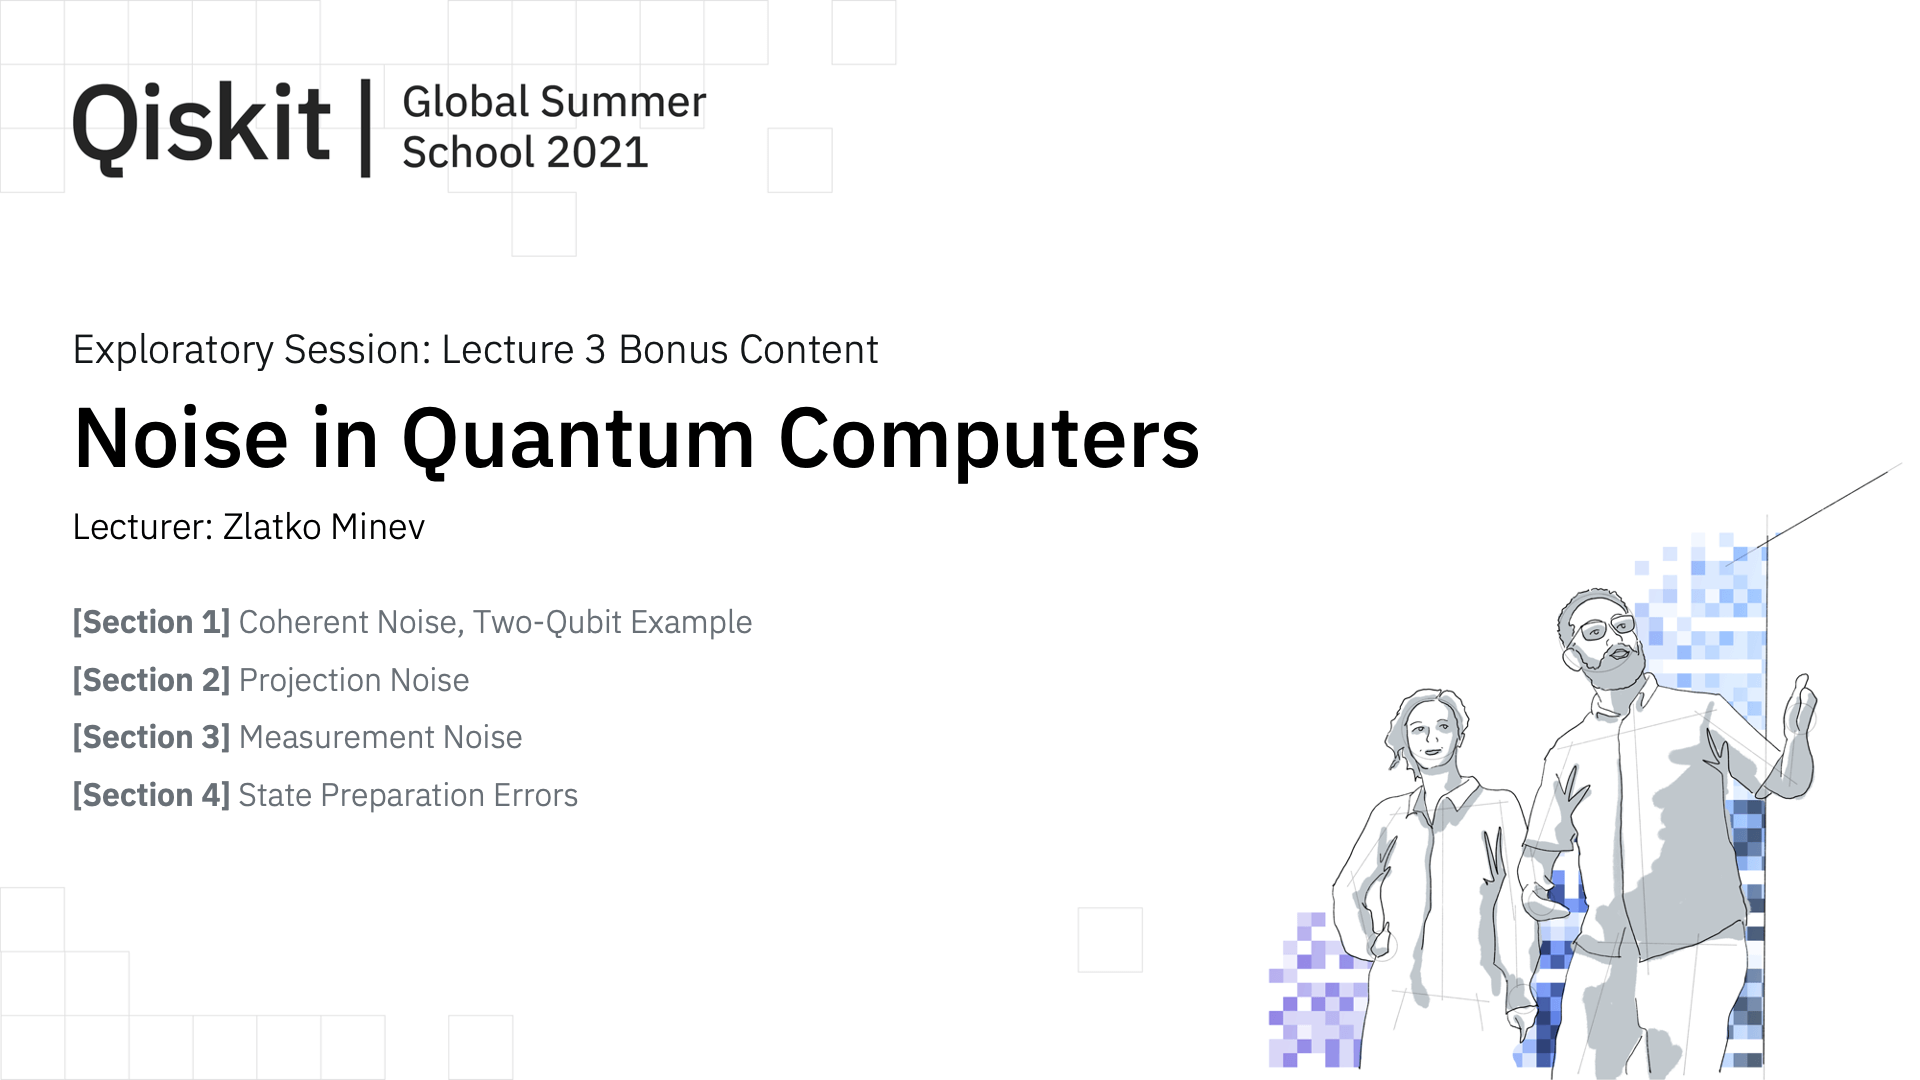 Qiskit | Global Summer
School 2021
Exploratory Session: Lecture 3 Bonus Content
Noise in Quantum Computers
Lecturer: Zlatko Minev
[Section 1] Coherent Noise, Two-Qubit Example
[Section 2] Projection Noise
[Section 3] Measurement Noise
[Section 4] State Preparation Errors